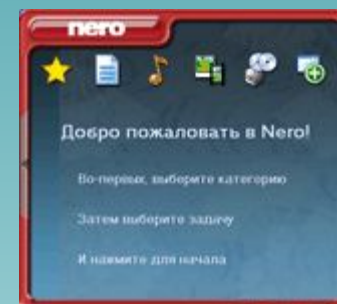 nero
Добро пожаловать в Nero!
Во-первых, выберите категорию
Затем выберите задачу
И нажмите для начала